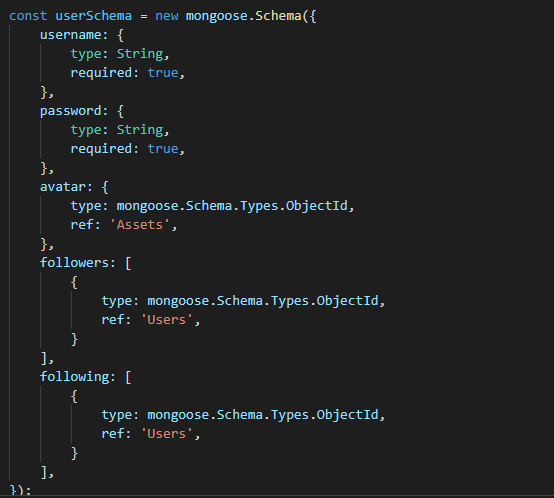 const userSchema = new mongoose.Schema({
    username: {
        type: String,
        required: true,
    },
    password: {
        type: String,
        required: true,
    },
    avatar: {
        type: mongoose.Schema.Types.ObjectId,
        ref: 'Assets',
    },
    followers: [
        {
            type: mongoose.Schema.Types.ObjectId,
            ref: 'Users',
        }
    ],
    following: [
        {
            type: mongoose.Schema.Types.ObjectId,
            ref: 'Users',
        }
    ],
});